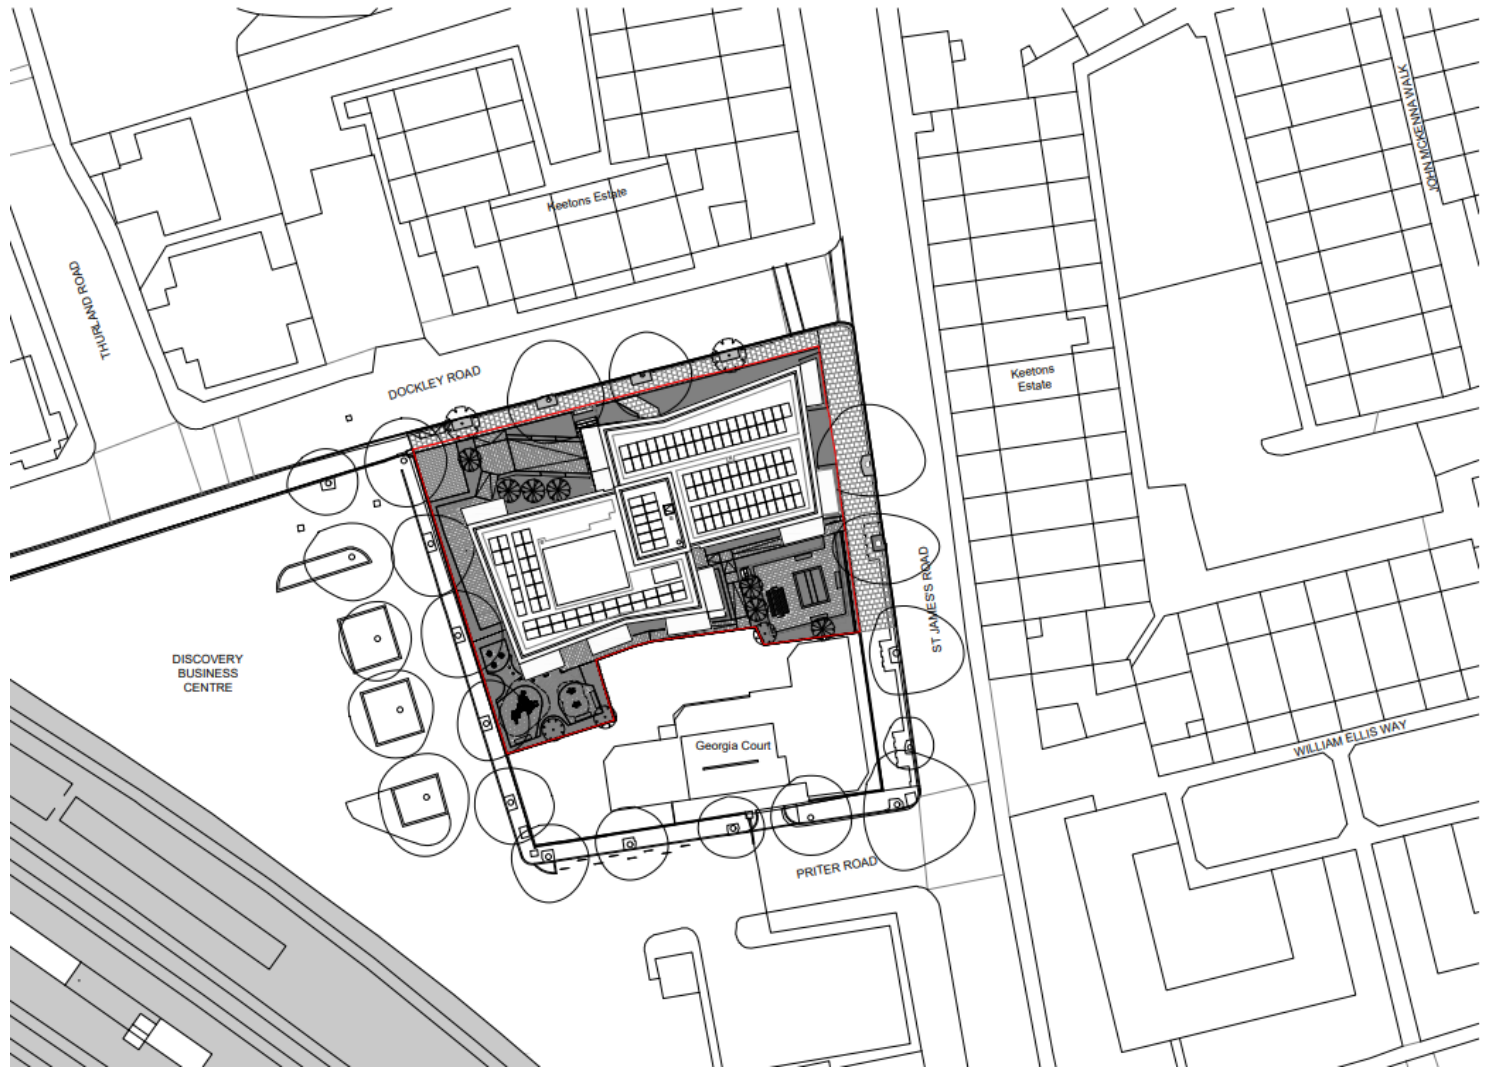 JOHN MCKENNA WALK
Keetons Estate
THURLAND ROAD
DOCKLEY ROAD
Keetons
Estate
ST JAMES'S ROAD
DISCOVERY
BUSINESS
CENTRE
Georgia Court
WILLIAM ELLIS WAY
PRITER ROAD